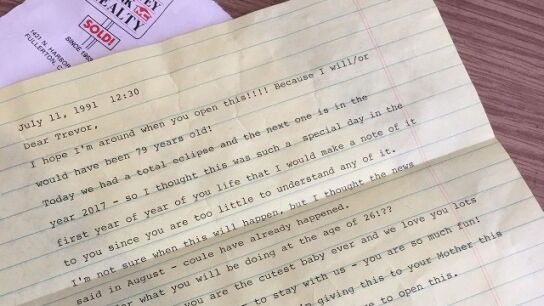 EY
REALTY
SOLD!
SINCE
1421 N. HARBOR
FULLERTON, C
July 11, 1991 12:30
Dear Trevor,
I hope I'm around when you open this!!!! Because I will/or
would have been 79 years old!
Today we had a total eclipse and the next one is in the
year 2017 - so I thought this was such a special day in the
first year of year of you life that I would make a note of it
to you since you are too little to understand any of it.
I'm not sure when this will happen, but I thought the news
said in August - coule have already happened.
er what you will be doing at the age of 26!??
you are the cutest baby ever and we love you lots
to stay with us - you are so much fun!
m giving this to your Mother this
to open this.